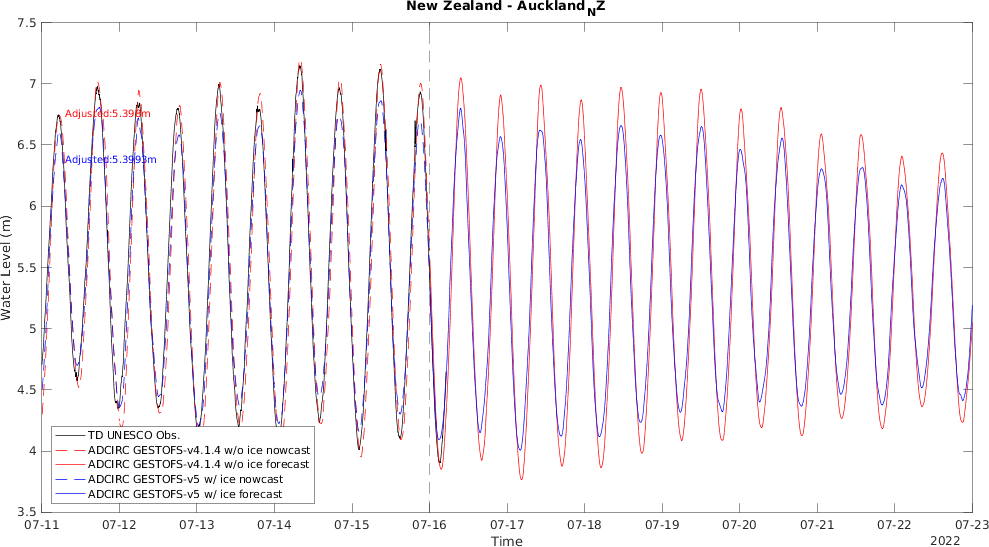 New Zealand - Auckland_NZ
7.5
7
6.5
6
5.5
5
4.5
4
3.5
Water Level (m)
Adjusted:5.3993m
TD UNESCO Obs.
ADCIRC GESTOFS-v4.1.4 w/o ice nowcast
ADCIRC GESTOFS-v4.1.4 w/o ice forecast
ADCIRC GESTOFS-v5 w/ ice nowcast
ADCIRC GESTOFS-v5 w/ ice forecast
07-11 07-12 07-13 07-14 07-15 07-16 07-17 07-18 07-19 07-20 07-21 07-22 07-23
Time
2022